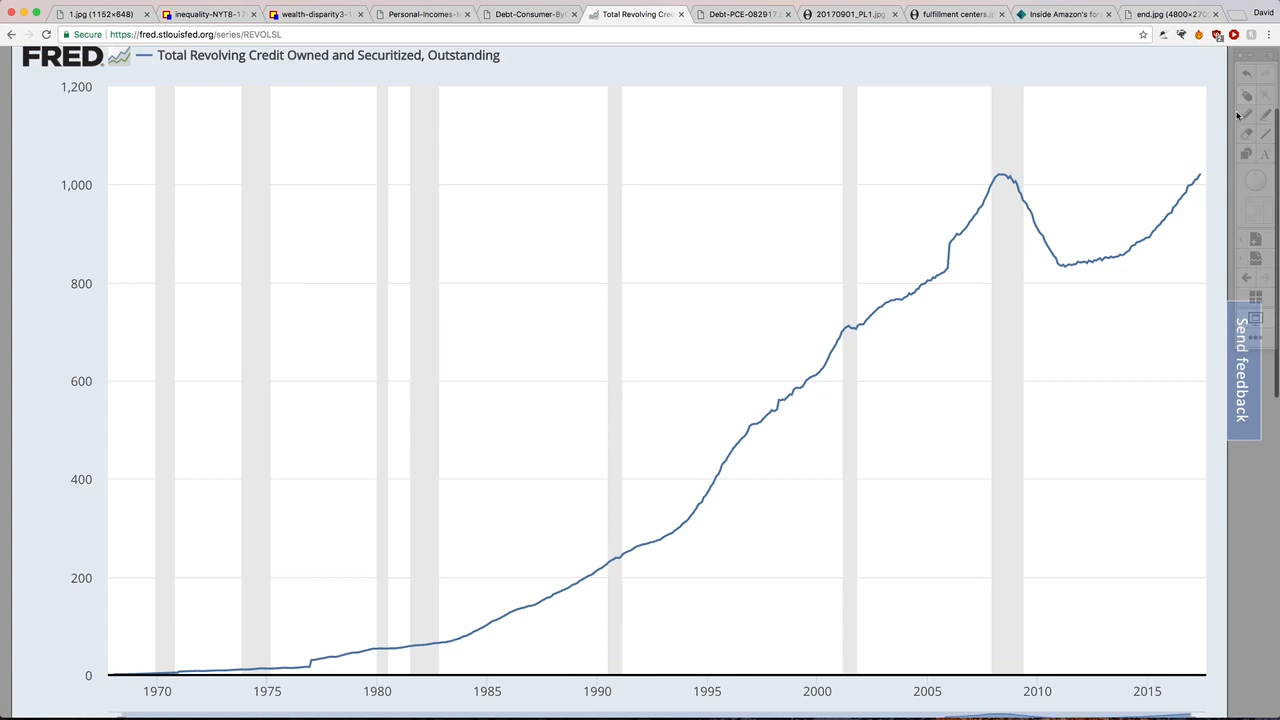 1.jpg (1152×648)
inequality-NYT8-17
wealth-disparity3-1
Personal-Incomes-
Debt-Consumer-By
Total Revolving Cre
Debt-PCE-082917.
20170901_PL1.jpg
fulfillment centers.
Inside Amazon's for
end.jpg (4800×270
David
Secure
https://fred.stlouisfed.org/series/REVOLSL
FRED
Total Revolving Credit Owned and Securitized, Outstanding
1,200
1,000
800
600
400
200
0
1970
1975
1980
1985
1990
1995
2000
2005
2010
2015
A
Send feedback